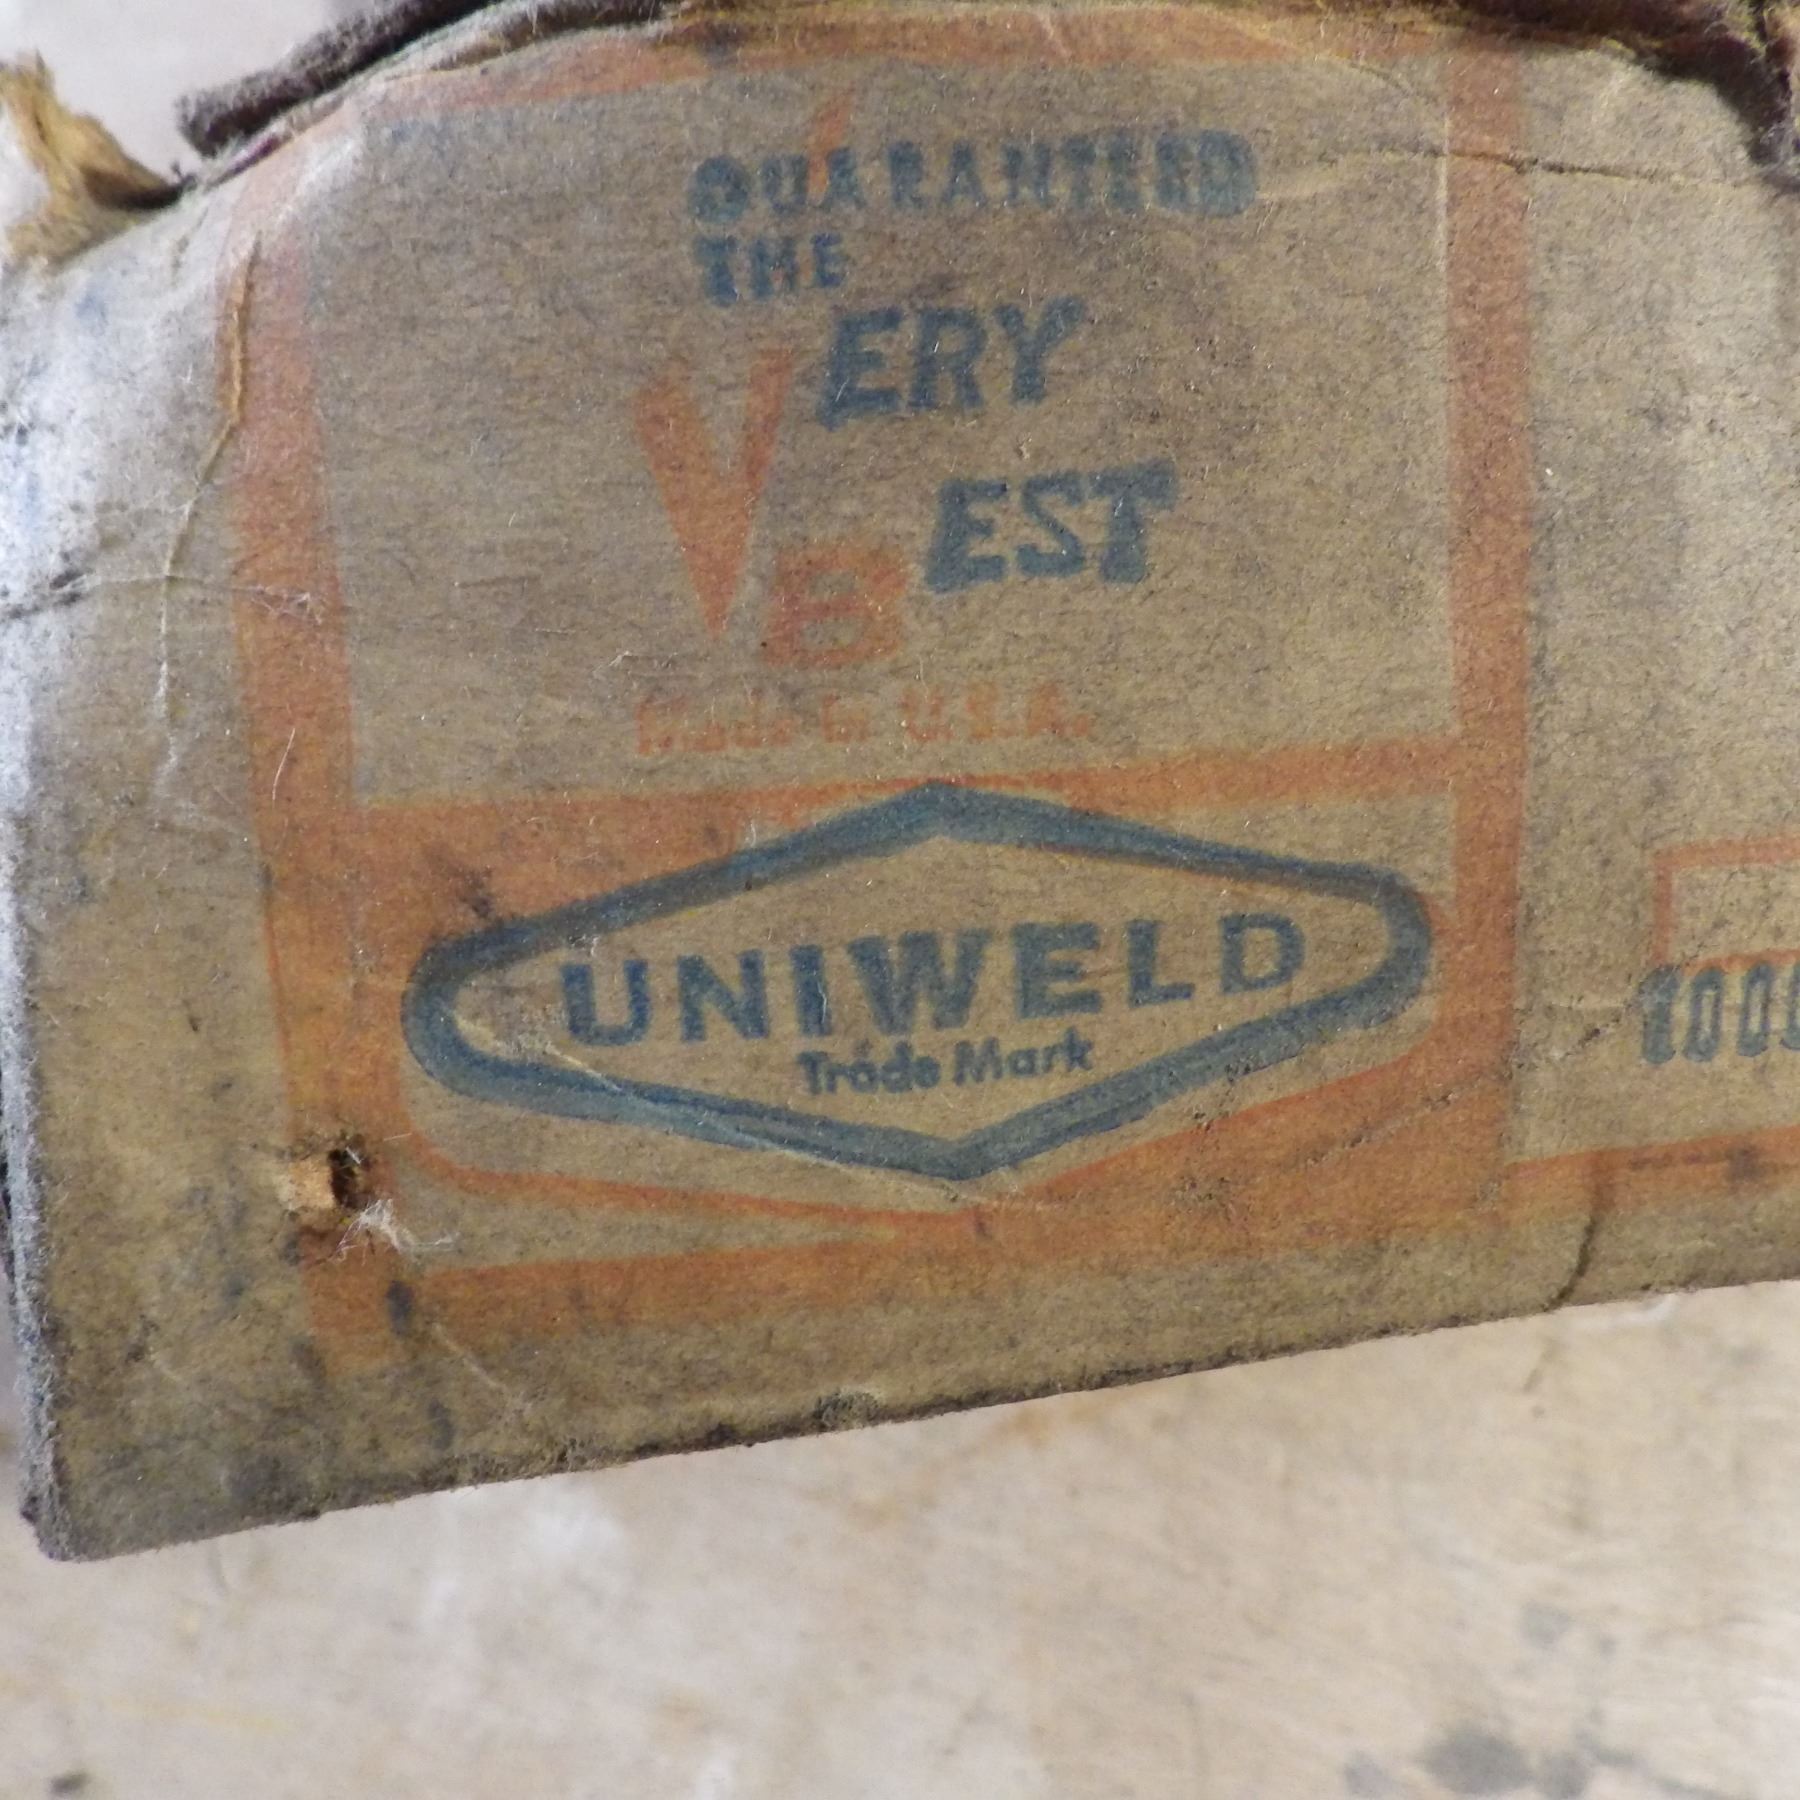 GUARANTEED
THE
VERY
BEST
Made In U.S.A.
UNIWELD
Trade Mark